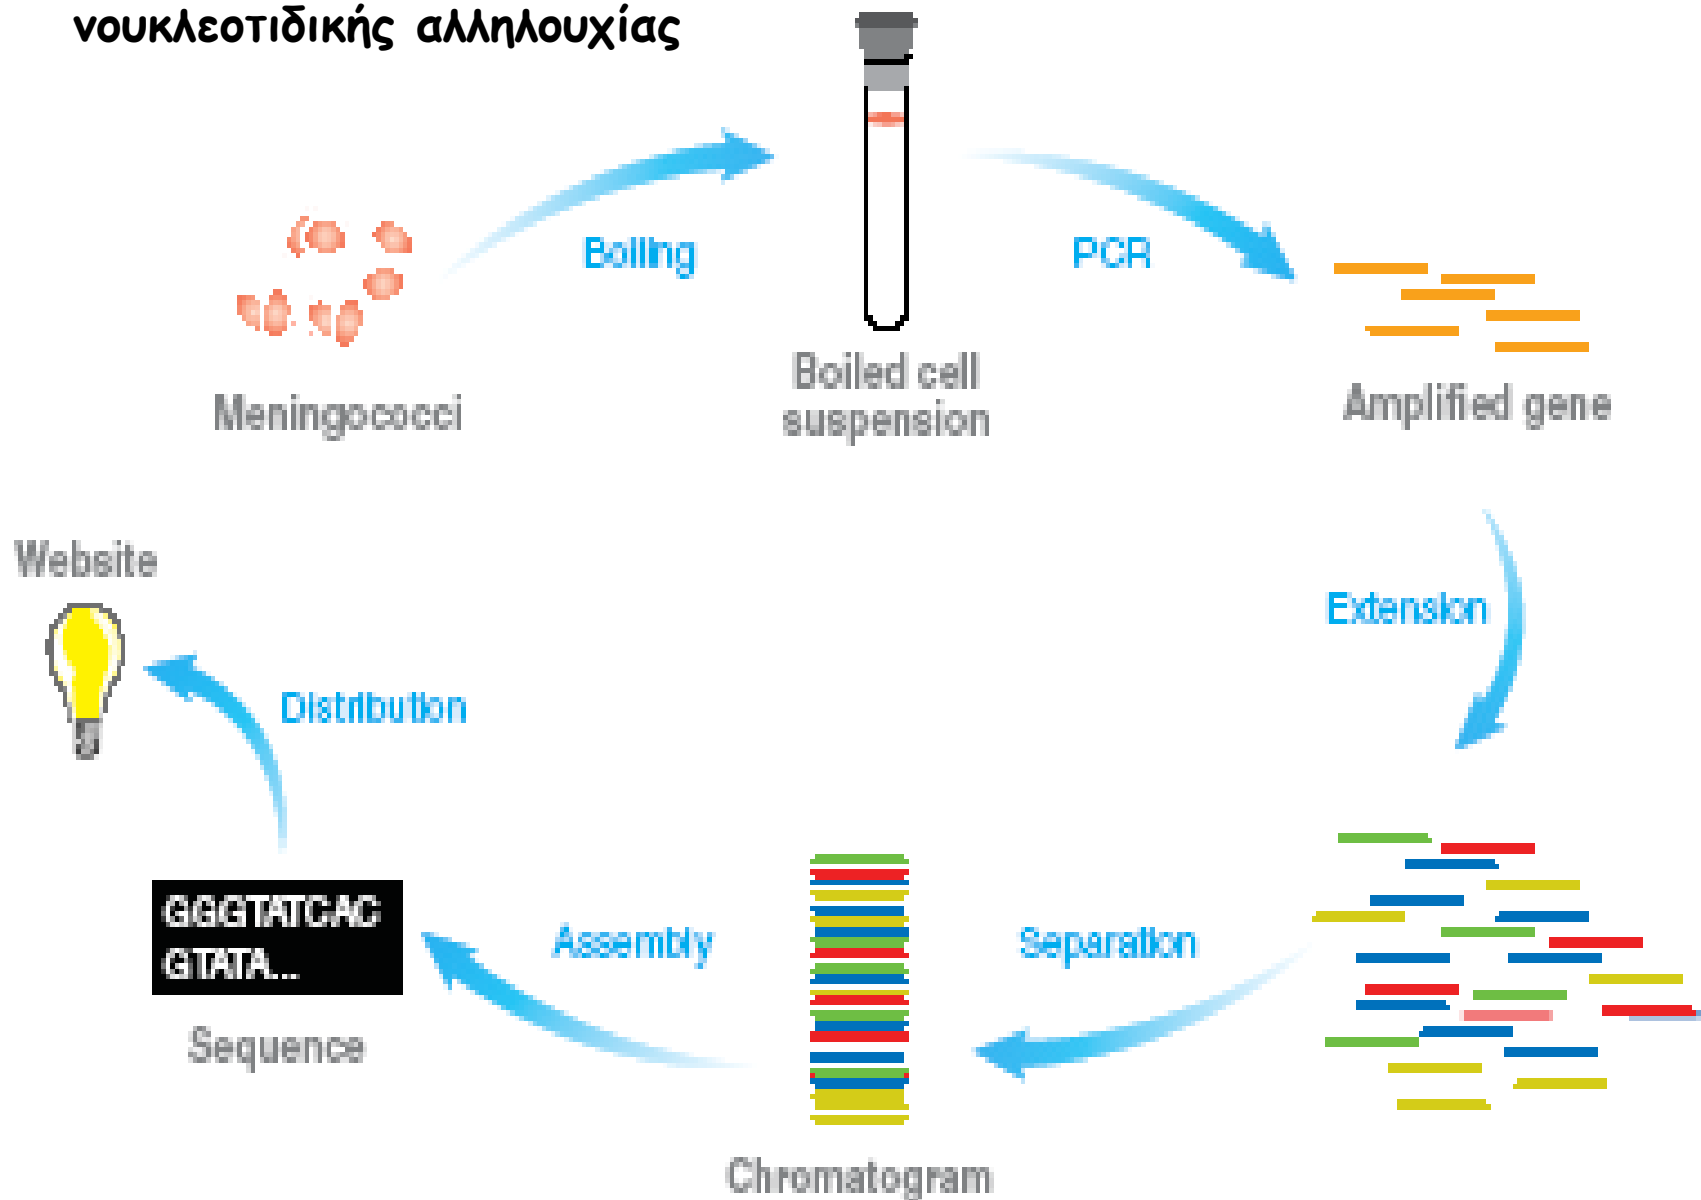 νουκλεοτιδικής αλληλουχίας
Boiling
PCR
Meningococci
Boiled cell
suspension
Amplified gene
Website
Extension
Distribution
GGGTATCAC
GTATA...
Assembly
Separation
Sequence
Chromatogram